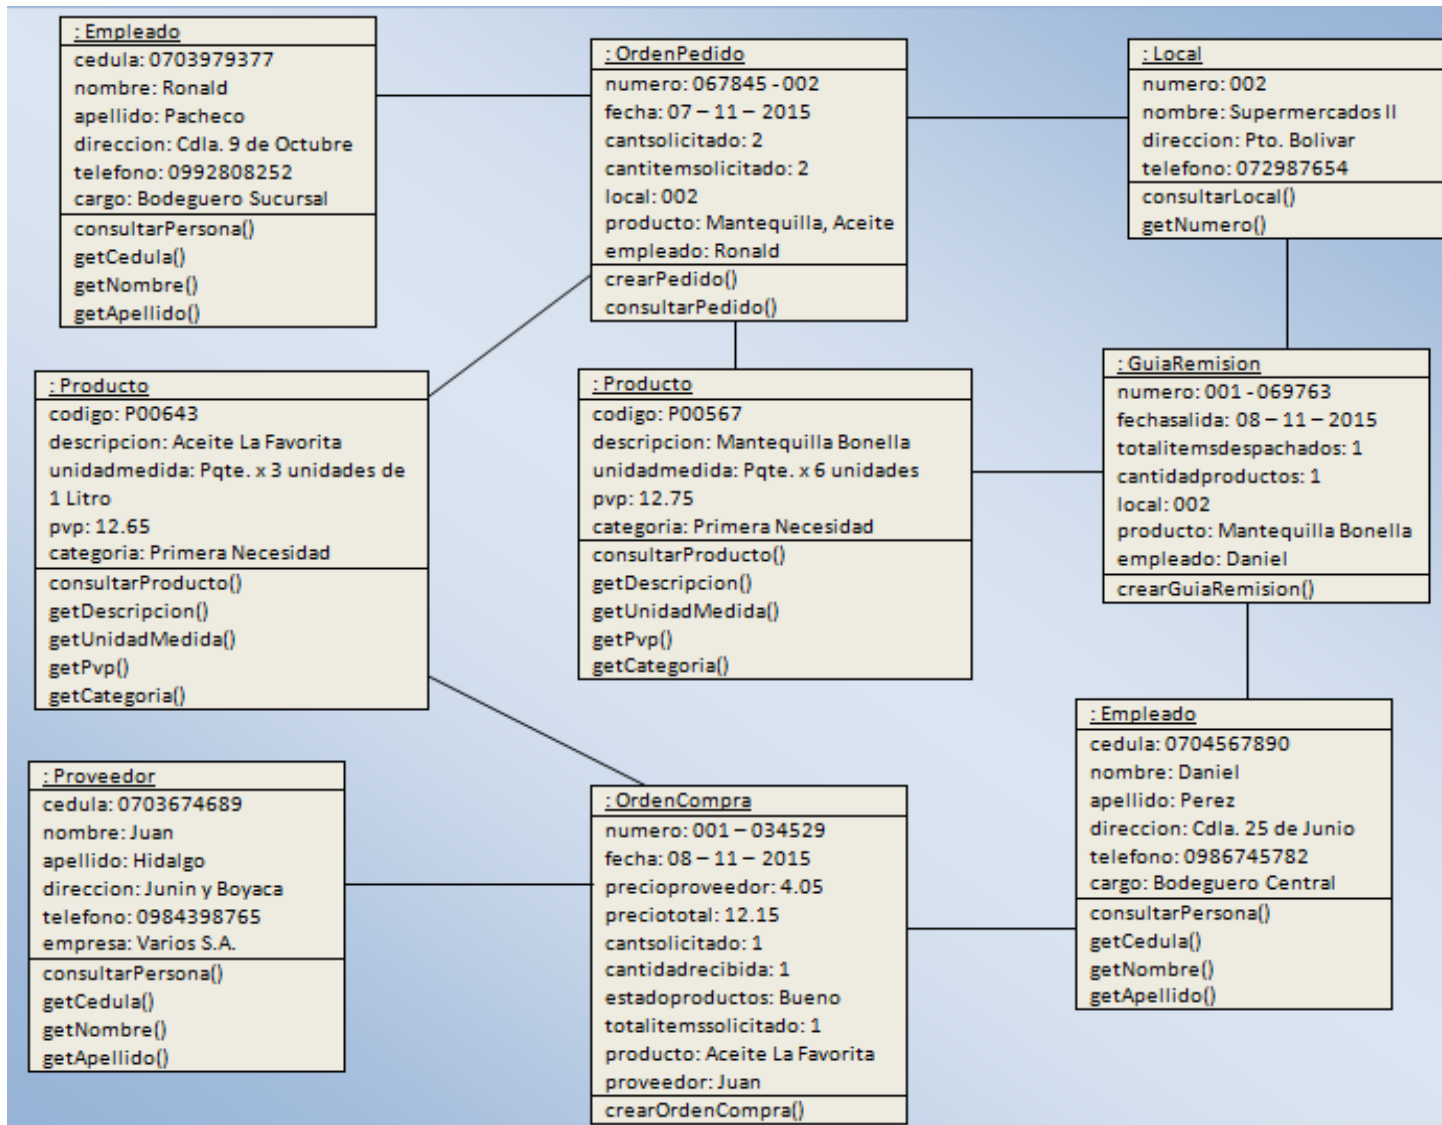 : Empleado
cedula: 0703979377
nombre: Ronald
apellido: Pacheco
direccion: Cdla. 9 de Octubre
telefono: 0992808252
cargo: Bodeguero Sucursal
consultarPersona()
getCedula()
getNombre()
getApellido()
: OrdenPedido
numero: 067845 - 002
fecha: 07 – 11 – 2015
cantsolicitado: 2
cantitemsolicitado: 2
local: 002
producto: Mantequilla, Aceite
empleado: Ronald
crearPedido()
consultarPedido()
: Local
numero: 002
nombre: Supermercados II
direccion: Pto. Bolivar
telefono: 072987654
consultarLocal()
getNumero()
: Producto
codigo: P00643
descripcion: Aceite La Favorita
unidadmedida: Pqte. x 3 unidades de
1 Litro
pvp: 12.65
categoria: Primera Necesidad
consultarProducto()
getDescripcion()
getUnidadMedida()
getPvp()
getCategoria()
: Producto
codigo: P00567
descripcion: Mantequilla Bonella
unidadmedida: Pqte. x 6 unidades
pvp: 12.75
categoria: Primera Necesidad
consultarProducto()
getDescripcion()
getUnidadMedida()
getPvp()
getCategoria()
: GuiaRemision
numero: 001 - 069763
fechasalida: 08 – 11 – 2015
totalitemsdespachados: 1
cantidadproductos: 1
local: 002
producto: Mantequilla Bonella
empleado: Daniel
crearGuiaRemision()
: Proveedor
cedula: 0703674689
nombre: Juan
apellido: Hidalgo
direccion: Junin y Boyaca
telefono: 0984398765
empresa: Varios S.A.
consultarPersona()
getCedula()
getNombre()
getApellido()
: OrdenCompra
numero: 001 – 034529
fecha: 08 – 11 – 2015
precioproveedor: 4.05
preciototal: 12.15
cantsolicitado: 1
cantidadrecibida: 1
estadoproductos: Bueno
totalitemssolicitado: 1
producto: Aceite La Favorita
proveedor: Juan
crearOrdenCompra()
: Empleado
cedula: 0704567890
nombre: Daniel
apellido: Perez
direccion: Cdla. 25 de Junio
telefono: 0986745782
cargo: Bodeguero Central
consultarPersona()
getCedula()
getNombre()
getApellido()